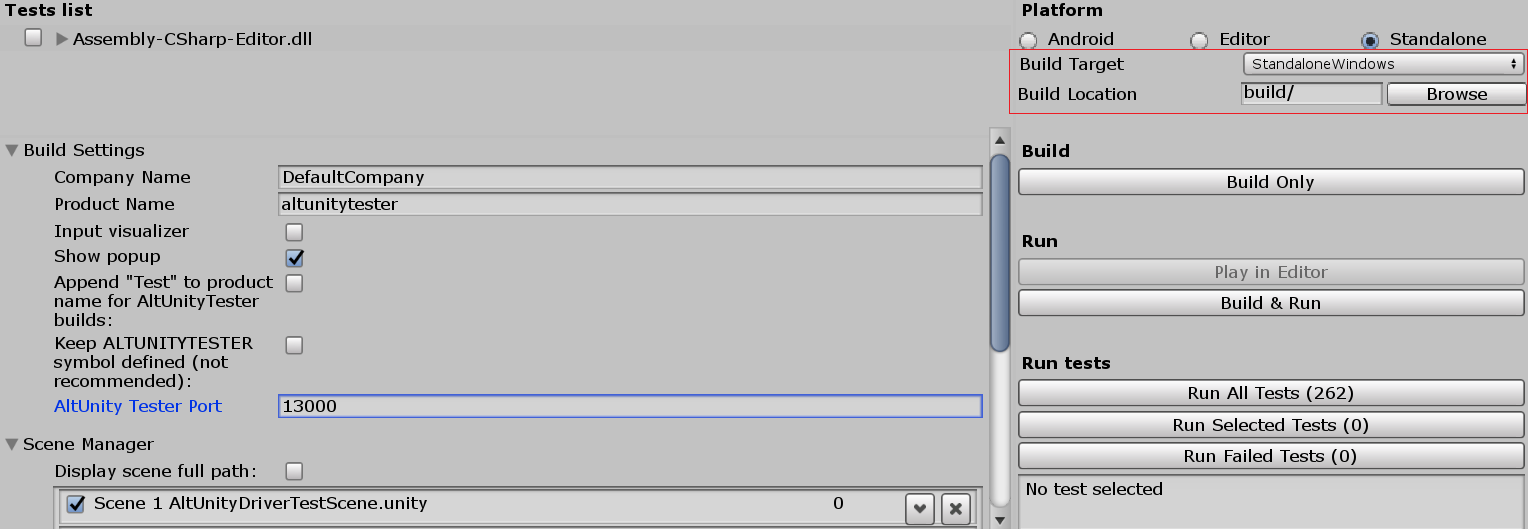 Tests list
Assembly-CSharp-Editor.dll
Build Settings
Company Name DefaultCompany
Product Name altunitytester
Input visualizer
Show popup
Append "Test" to product
name for AltUnityTester
builds:
Keep ALTUNITYTESTER
symbol defined (not
recommended):
AltUnity Tester Port 13000
Scene Manager
Display scene full path:
Scene 1 AltUnityDriverTestScene.unity 0
Platform
Android Editor Standalone
Build Target StandaloneWindows
Build Location build/ Browse
Build
Build Only
Run
Play in Editor
Build & Run
Run tests
Run All Tests (262)
Run Selected Tests (0)
Run Failed Tests (0)
No test selected